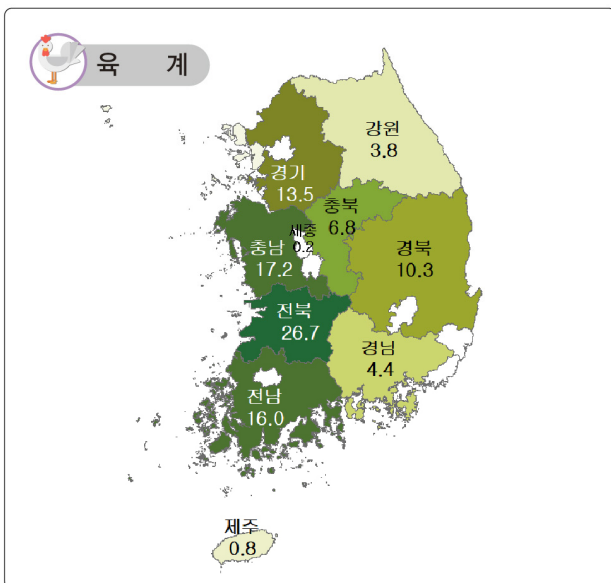 육 계
강원
3.8
경기
13.5
충북
6.8
세종
0.2
충남
17.2
경북
10.3
전북
26.7
경남
4.4
전남
16.0
제주
0.8